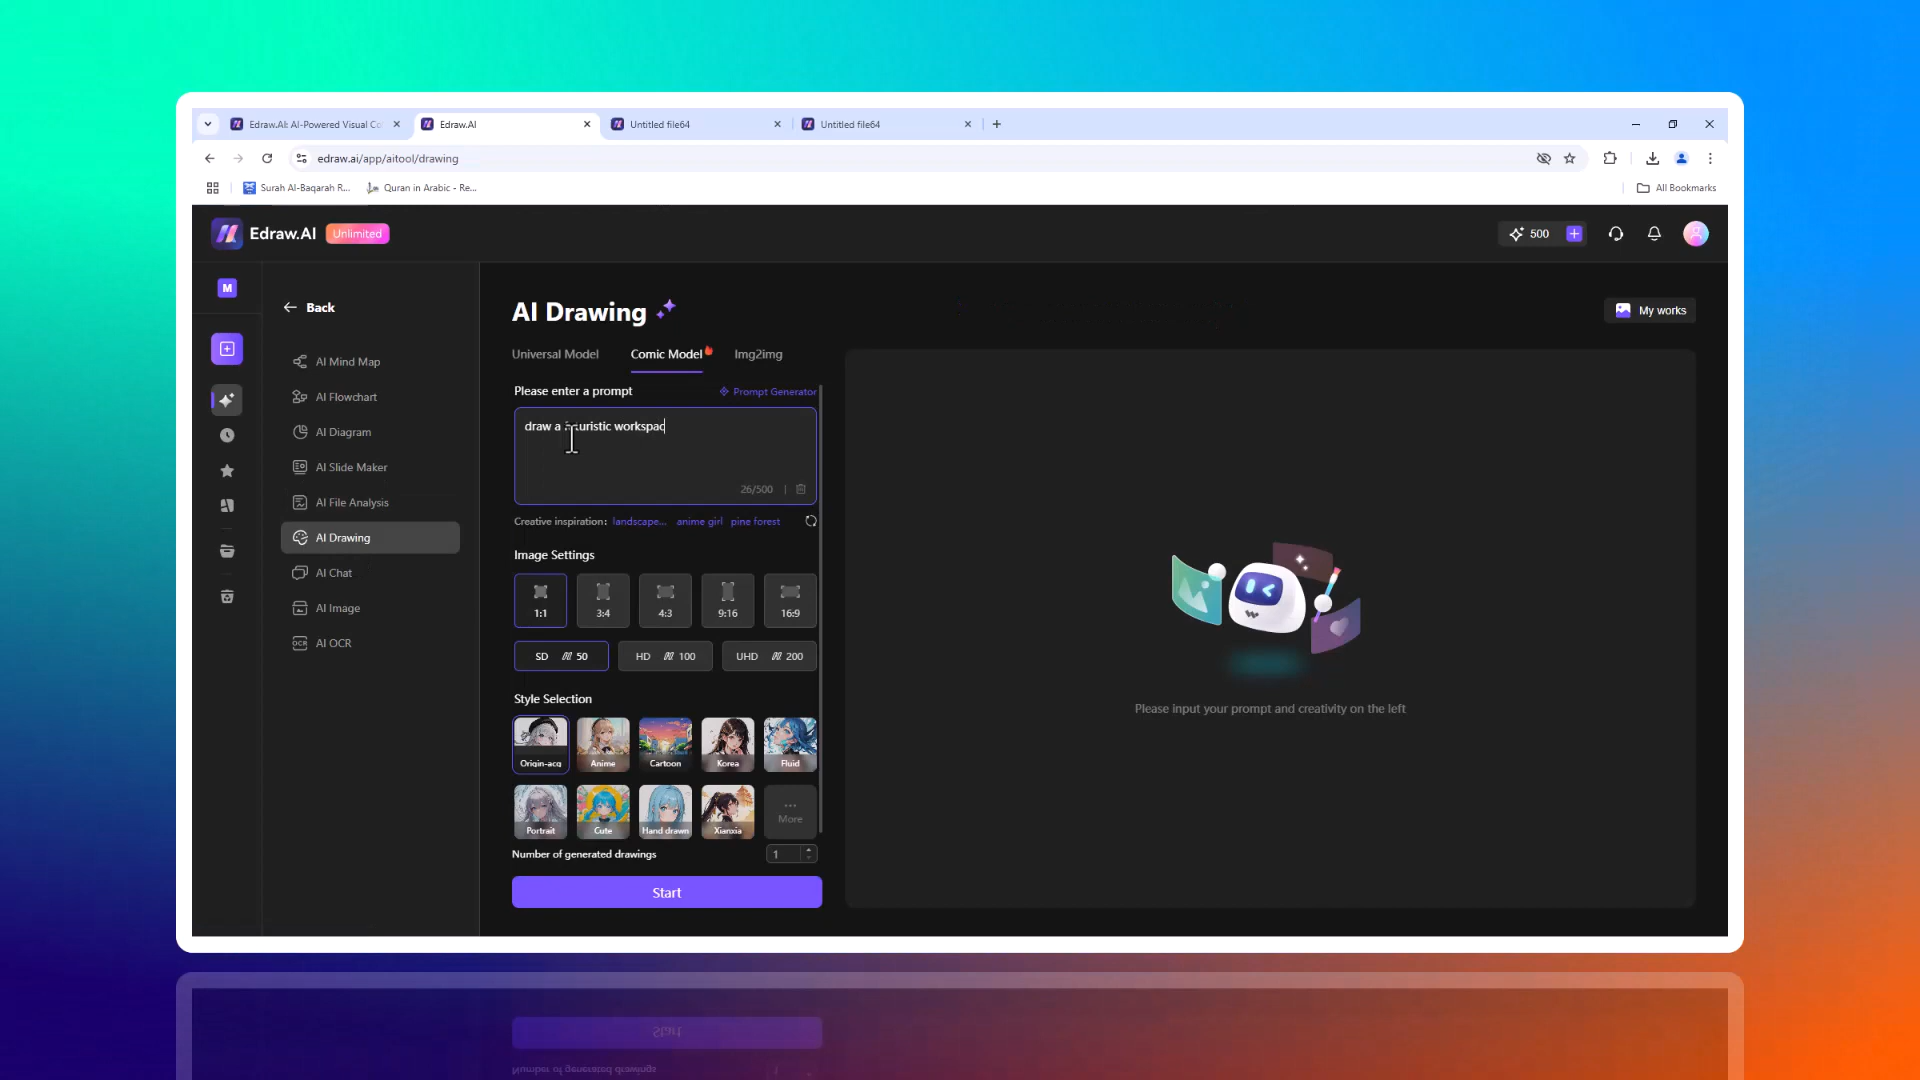 Edraw.AI: AI-Powered Visual Co
Edraw.AI
Untitled file64
Untitled file64
edraw.ai/app/aitool/drawing
Surah Al-Baqarah R...
Quran in Arabic - Re...
All Bookmarks
Edraw.AI
Unlimited
500
M
Back
AI Mind Map
AI Flowchart
AI Diagram
AI Slide Maker
AI File Analysis
AI Drawing
AI Chat
AI Image
OCR
AI OCR
AI Drawing
My works
Universal Model
Comic Model
Img2img
Please enter a prompt
Prompt Generator
draw a workspac
26/500
Creative inspiration: landscape... anime girl pine forest
Image Settings
1:1
3:4
4:3
9:16
16:9
SD 50
HD 100
UHD 200
Style Selection
Origin-acg
Anime
Cartoon
Korea
Fluid
Portrait
Cute
Hand drawn
Xianxia
More
Number of generated drawings
1
Start
Please input your prompt and creativity on the left
Start
Number of generated drawings